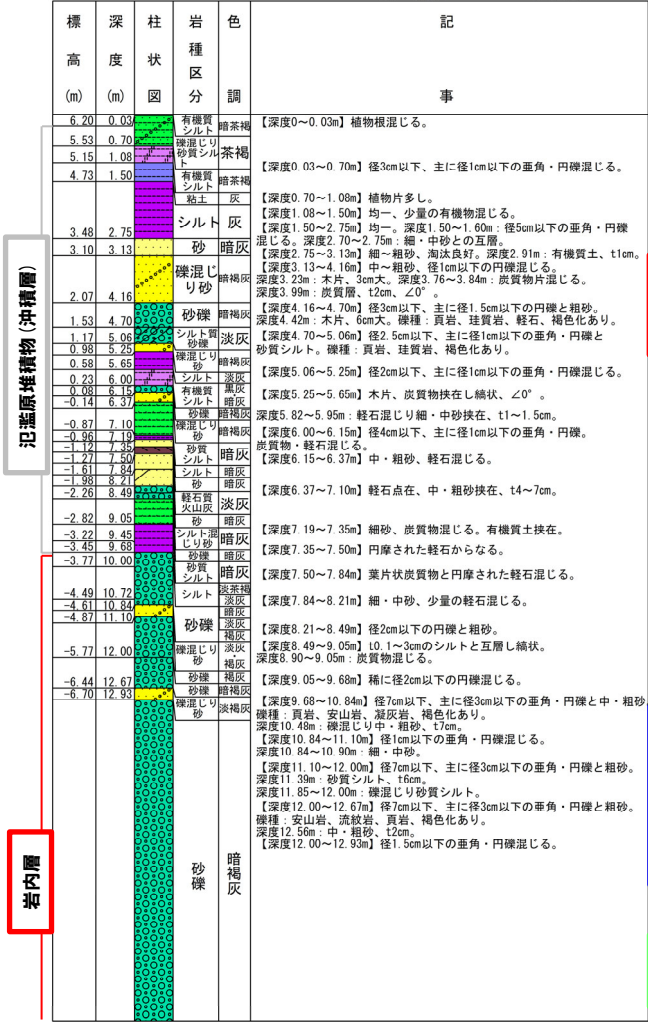 標高(m) 深度(m) 柱状図 岩種区分 色調 記事
氾濫原堆積物(沖積層)
岩内層
6.20 0.03
5.53 0.70
5.15 1.08
4.73 1.50
3.48 2.75
3.10 3.13
2.07 4.16
1.53 4.70
1.17 5.06
0.98 5.25
0.58 5.65
0.23 6.00
0.08 6.15
-0.14 6.37
-0.87 7.10
-0.96 7.19
-1.12 7.35
-1.27 7.50
-1.61 7.84
-1.98 8.21
-2.26 8.49
-2.82 9.05
-3.22 9.45
-3.45 9.68
-3.77 10.00
-4.49 10.72
-4.61 10.84
-4.87 11.10
-5.77 12.00
-6.44 12.67
-6.70 12.93
有機質シルト 暗茶褐
礫混じり砂質シルト 茶褐
有機質シルト 暗茶褐
粘土 灰
シルト 灰
砂 暗灰
礫混じり砂 暗褐灰
砂礫 暗褐灰
シルト質砂礫 淡灰
礫混じり砂 暗褐灰
シルト 淡灰
有機質シルト 黒灰・暗灰
砂礫 暗褐灰
礫混じり砂 暗褐灰
砂質シルト 暗灰
シルト 暗灰
砂 暗灰
軽石質火山灰 淡灰
砂 暗灰
シルト混じり砂 暗灰
砂礫 暗灰
砂質シルト 暗灰
シルト 淡茶褐 淡灰
砂礫 暗灰 淡灰 褐灰
礫混じり砂 淡灰・褐灰
砂礫 褐灰
砂礫 暗褐灰
礫混じり砂 淡褐灰
砂礫 暗褐灰
【深度0～0.03m】植物根混じる。
【深度0.03～0.70m】径3cm以下、主に径1cm以下の亜角・円礫混じる。
【深度0.70～1.08m】植物片多し。
【深度1.08～1.50m】均一、少量の有機物混じる。
【深度1.50～2.75m】均一。深度1.50～1.60m：径5cm以下の亜角・円礫
混じる。深度2.70～2.75m：細・中砂との互層。
【深度2.75～3.13m】細～粗砂、淘汰良好。深度2.91m：有機質土、t1cm。
【深度3.13～4.16m】中～粗砂、径1cm以下の円礫混じる。
深度3.23m：木片、3cm大。深度3.76～3.84m：炭質物片混じる。
深度3.99m：炭質層、t2cm、∠0°。
【深度4.16～4.70m】径3cm以下、主に径1.5cm以下の円礫と粗砂。
深度4.42m：木片、6cm大。礫種：頁岩、珪質岩、軽石、褐色化あり。
【深度4.70～5.06m】径2.5cm以下、主に径1cm以下の亜角・円礫と
砂質シルト。礫種：頁岩、珪質岩、褐色化あり。
【深度5.06～5.25m】径2cm以下、主に径1cm以下の亜角・円礫混じる。
【深度5.25～5.65m】木片、炭質物挟在し縞状、∠0°。
深度5.82～5.95m：軽石混じり細・中砂挟在、t1～1.5cm。
【深度6.00～6.15m】径4cm以下、主に径1cm以下の亜角・円礫。
炭質物・軽石混じる。
【深度6.15～6.37m】中・粗砂、軽石混じる。
【深度6.37～7.10m】軽石点在、中・粗砂挟在、t4～7cm。
【深度7.19～7.35m】細砂、炭質物混じる。有機質土挟在。
【深度7.35～7.50m】円摩された軽石からなる。
【深度7.50～7.84m】葉片状炭質物と円摩された軽石混じる。
【深度7.84～8.21m】細・中砂、少量の軽石混じる。
【深度8.21～8.49m】径2cm以下の円礫と粗砂。
【深度8.49～9.05m】t0.1～3cmのシルトと互層し縞状。
深度8.90～9.05m：炭質物混じる。
【深度9.05～9.68m】稀に径2cm以下の円礫混じる。
【深度9.68～10.84m】径7cm以下、主に径3cm以下の亜角・円礫と中・粗砂。
礫種：頁岩、安山岩、凝灰岩、褐色化あり。
深度10.48m：礫混じり中・粗砂、t7cm。
【深度10.84～11.10m】径1cm以下の亜角・円礫混じる。
深度10.84～10.90m：細・中砂。
【深度11.10～12.00m】径7cm以下、主に径3cm以下の亜角・円礫と粗砂。
深度11.39m：砂質シルト、t6cm。
深度11.85～12.00m：礫混じり砂質シルト。
【深度12.00～12.67m】径7cm以下、主に径3cm以下の亜角・円礫と粗砂。
礫種：安山岩、流紋岩、頁岩、褐色化あり。
深度12.56m：中・粗砂、t2cm。
【深度12.00～12.93m】径1.5cm以下の亜角・円礫混じる。